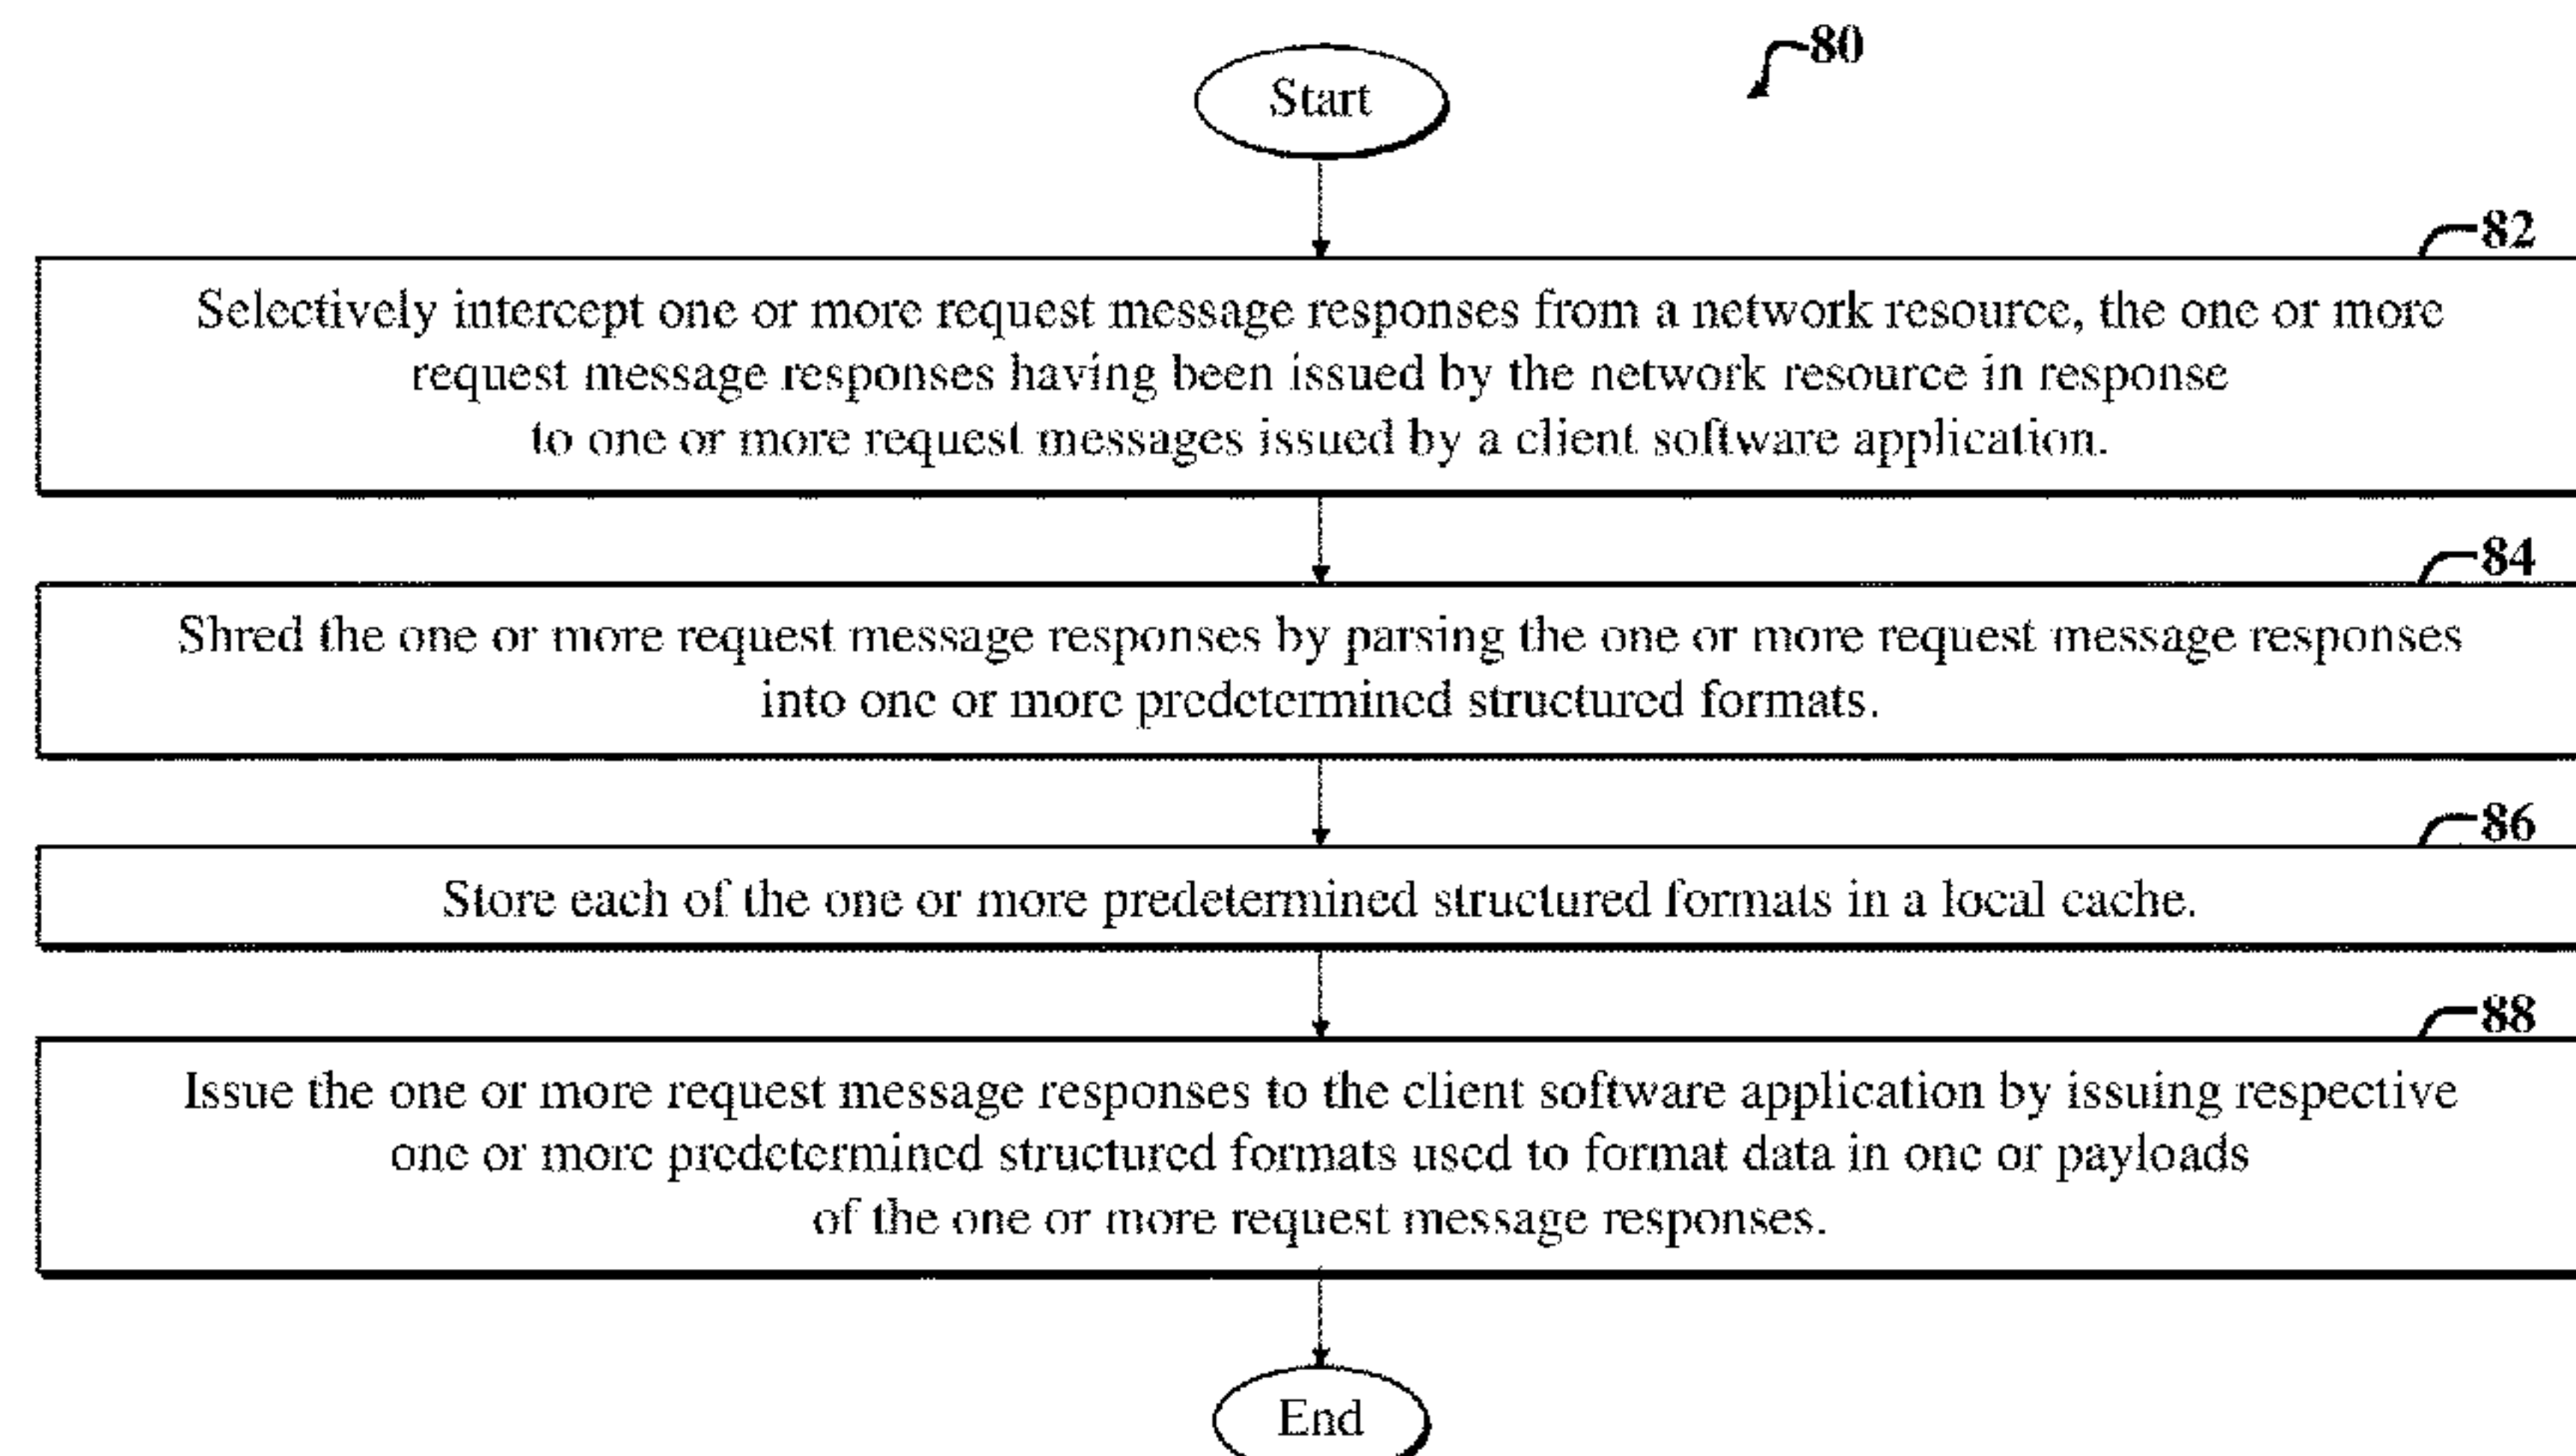 80
Start
82
Selectively intercept one or more request message responses from a network resource, the one or more
request message responses having been issued by the network resource in response
to one or more request messages issued by a client software application.
84
Shred the one or more request message responses by parsing the one or more request message responses
into one or more predetermined structured formats.
86
Store each of the one or more predetermined structured formats in a local cache.
88
Issue the one or more request message responses to the client software application by issuing respective
one or more predetermined structured formats used to format data in one or payloads
of the one or more request message responses.
End